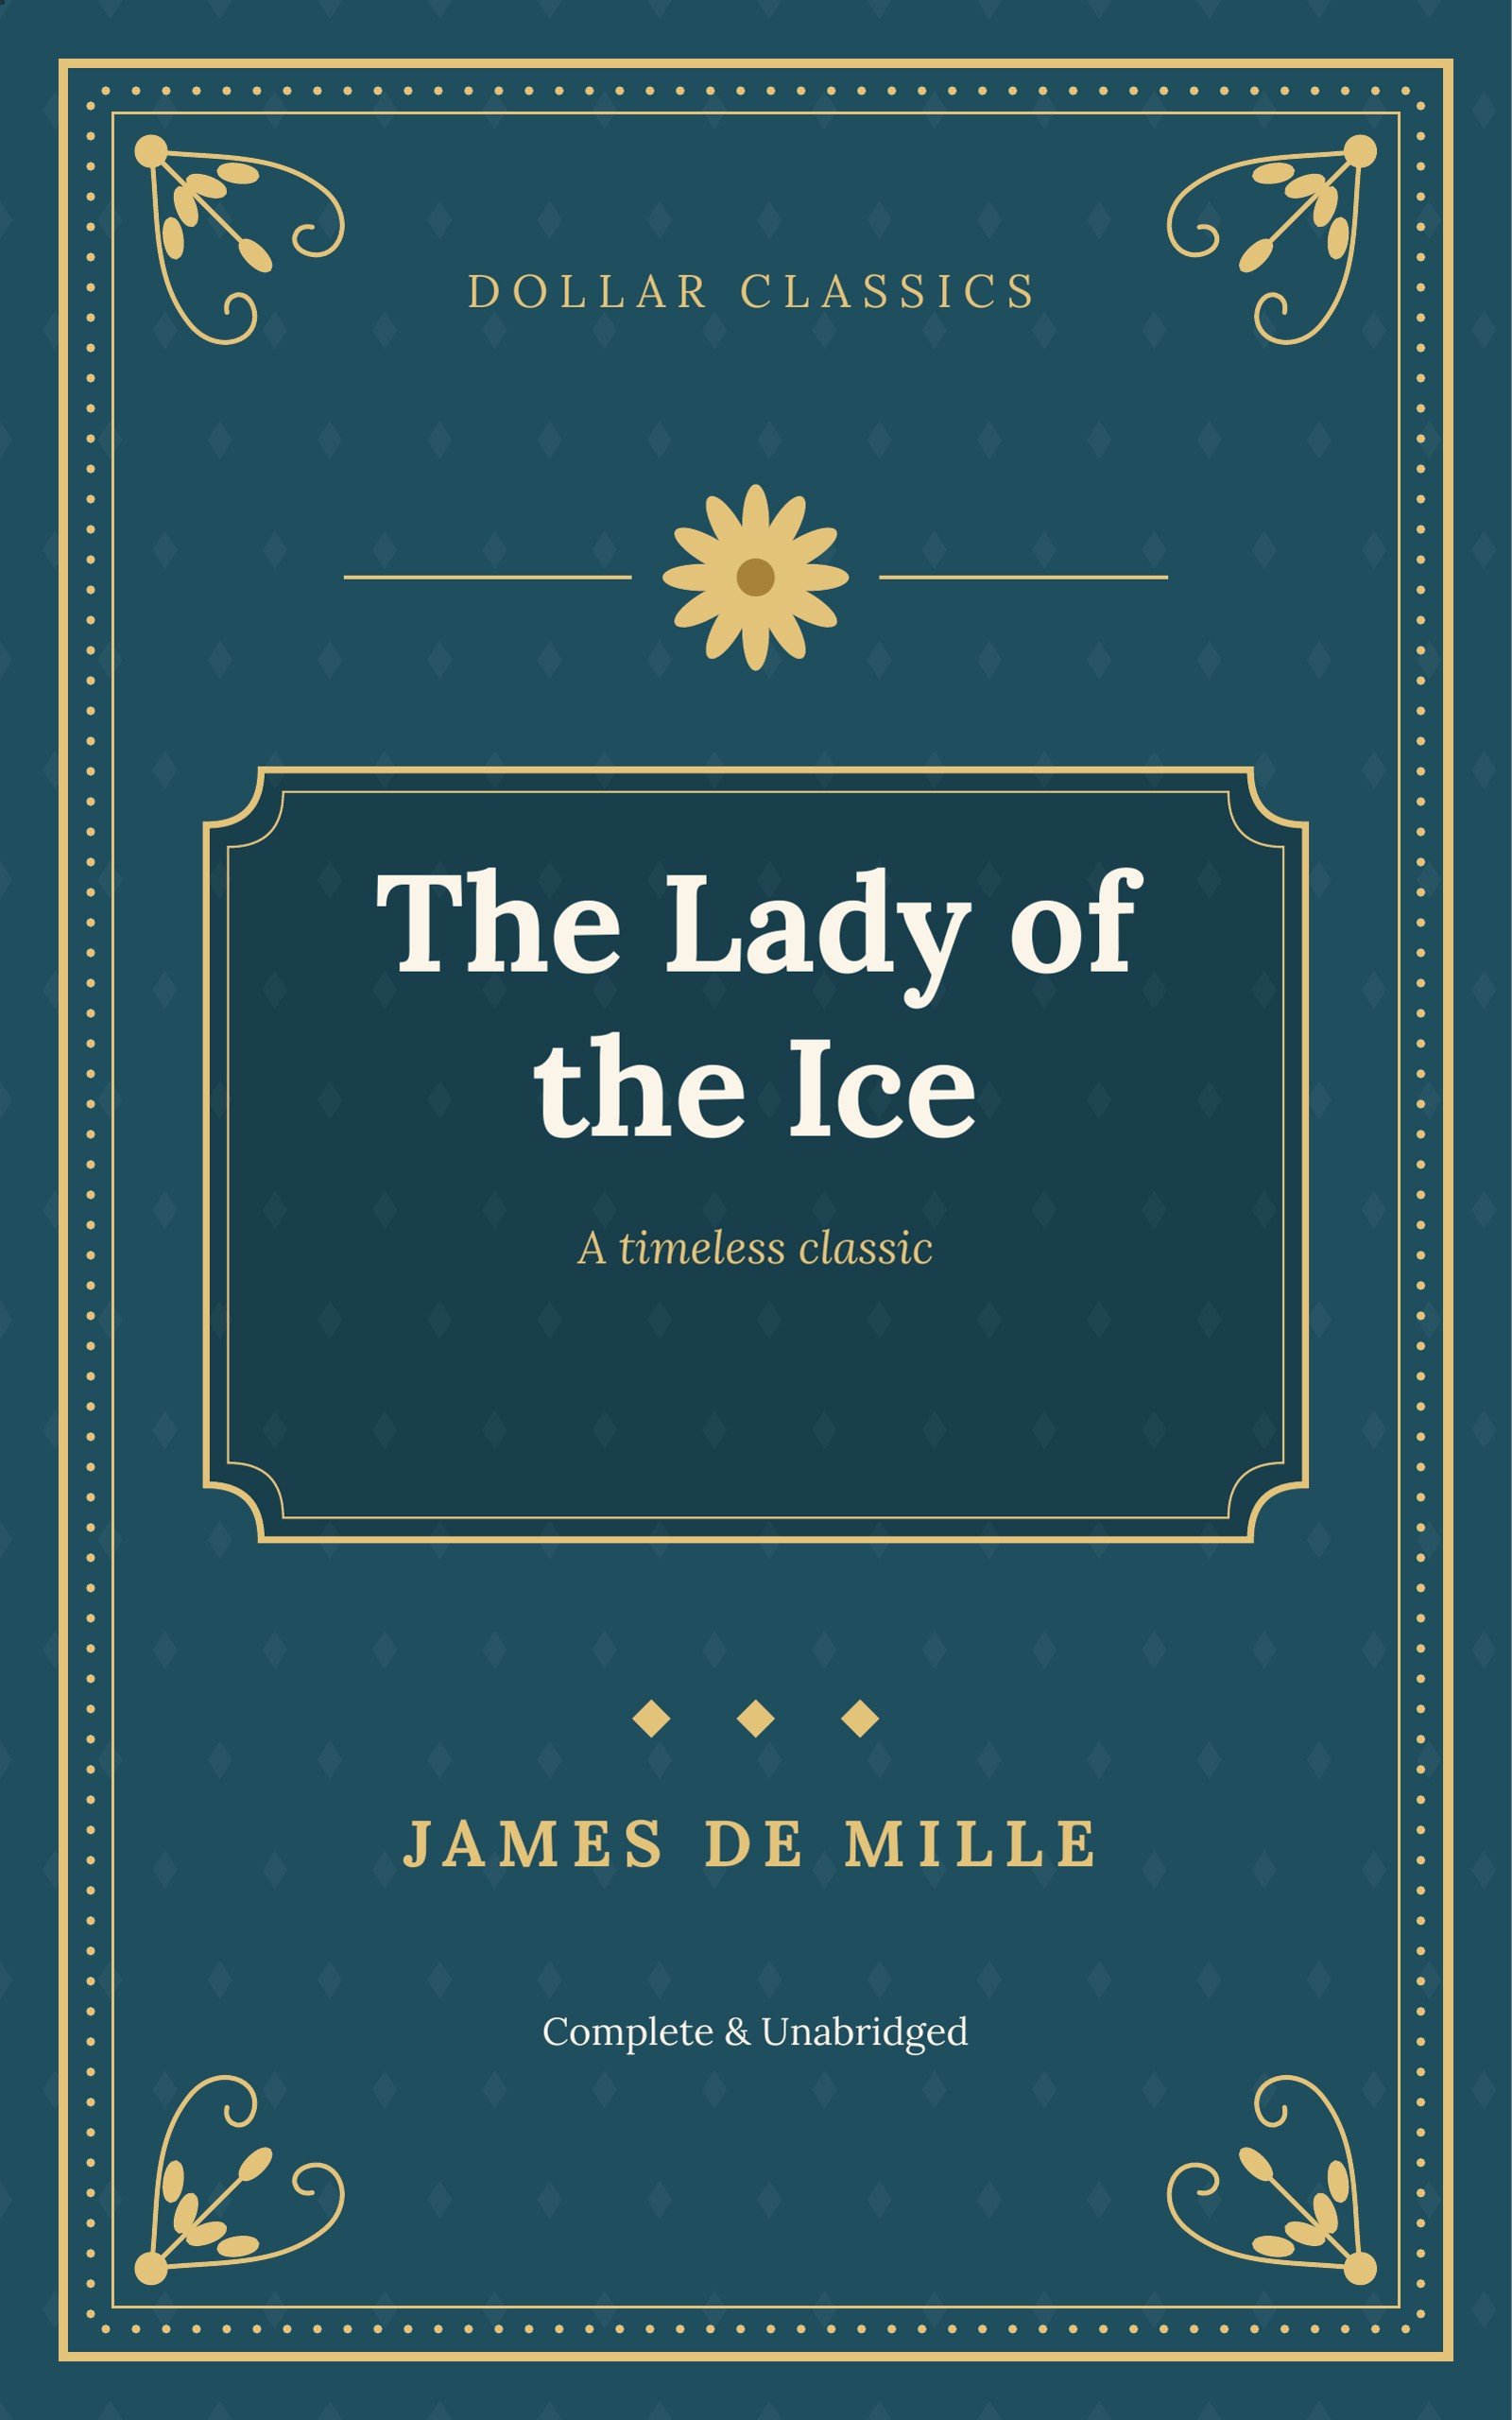 DOLLAR CLASSICS
The Lady of
the Ice
A timeless classic
JAMES DE MILLE
Complete & Unabridged